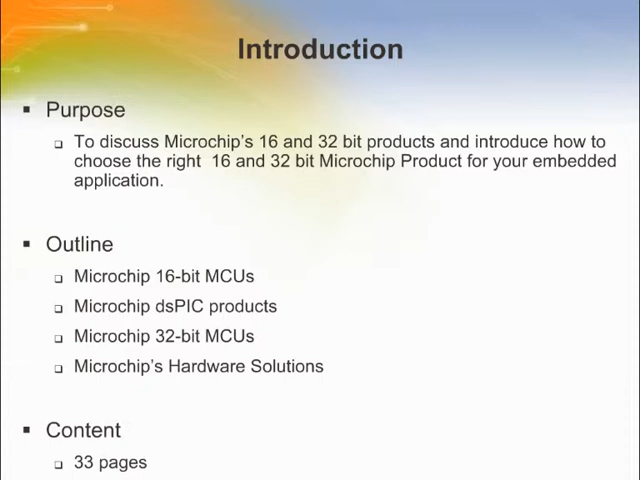 Introduction
▪ Purpose
❑ To discuss Microchip's 16 and 32 bit products and introduce how to
choose the right 16 and 32 bit Microchip Product for your embedded
application.
▪ Outline
❑ Microchip 16-bit MCUs
❑ Microchip dsPIC products
❑ Microchip 32-bit MCUs
❑ Microchip's Hardware Solutions
▪ Content
❑ 33 pages